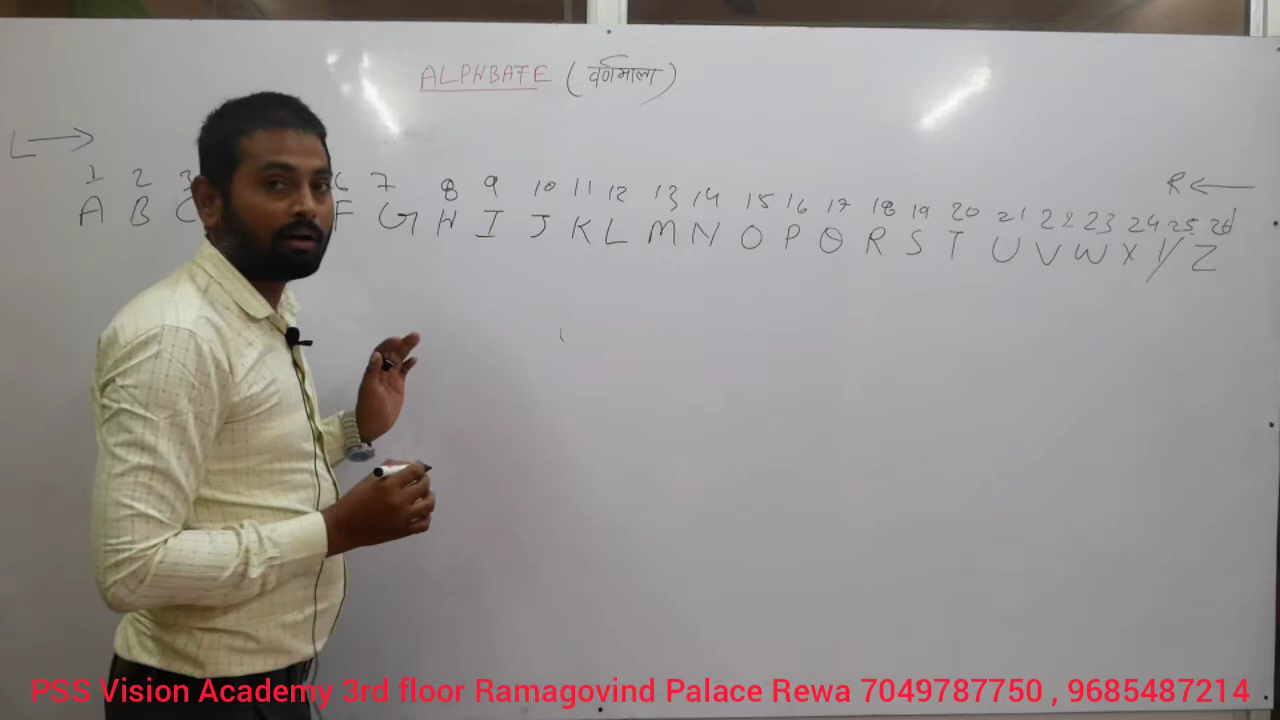 ALPHBATE (वर्णमाला)
L →
R ←
1 2 3 6 7 8 9 10 11 12 13 14 15 16 17 18 19 20 21 22 23 24 25 26
A B C F G H I J K L M N O P Q R S T U V W X Y Z
PSS Vision Academy 3rd floor Ramagovind Palace Rewa 7049787750 , 9685487214